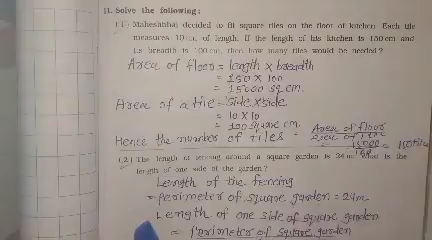 II. Solve the following:
(1) Maheshbhai decided to fit square tiles on the floor of kitchen. Each tile
measures 10 cm. of length. If the length of his kitchen is 150 cm and
its breadth is 100 cm, then how many tiles would be needed?
Area of floor = length × breadth
= 150 × 100
= 15000 sq cm.
Area of a tile = side × side
= 10 × 10
= 100 square cm.
Hence the number of tiles = Area of floor
Area of
15000
100
= 150 tiles
(2) The length of fencing around a square garden is 24 m. What is the
length of one side of the garden?
Length of the fencing
= perimeter of square garden = 24 m
Length of one side of square garden
= Perimeter of square garden